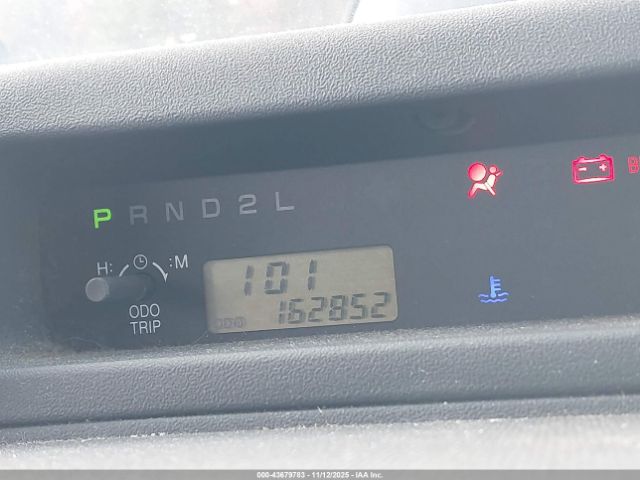 P R N D 2 L
H: :M
ODO
TRIP
101
ODO 162852
- +
000-43679783 - 11/12/2025 - IAA Inc.